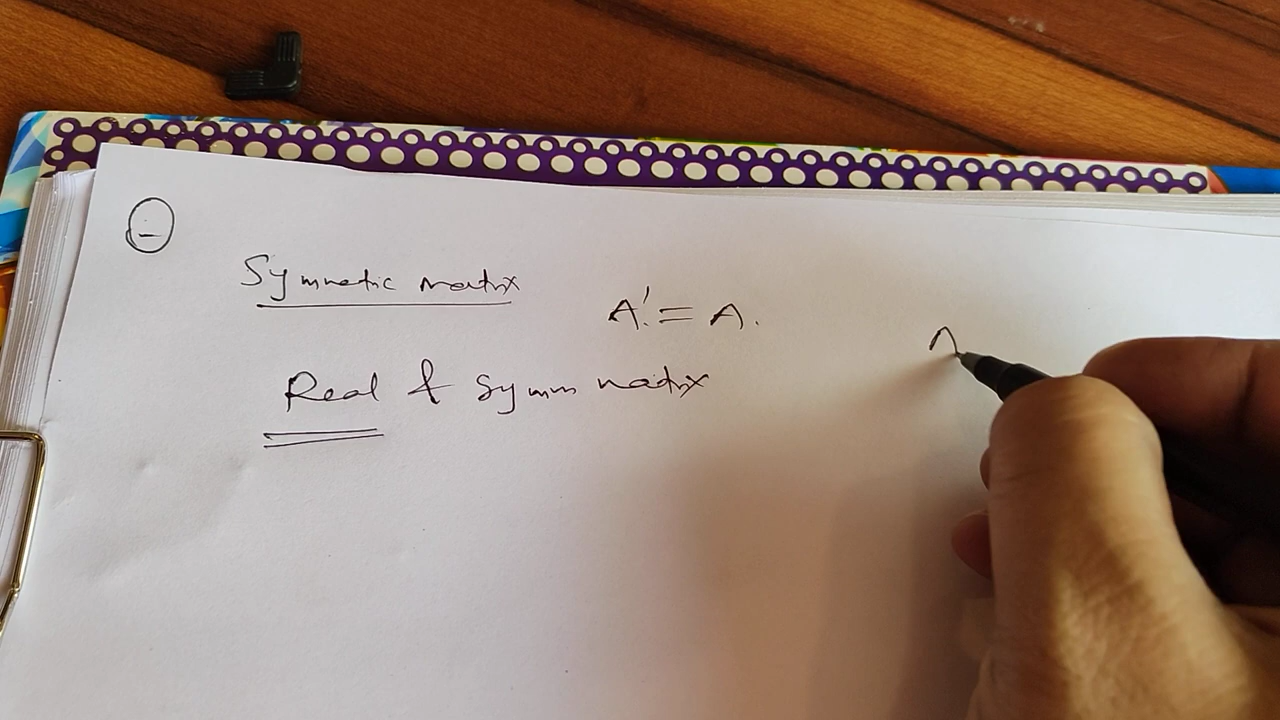 Symmetric matrix
A' = A.
Real & symm matrix